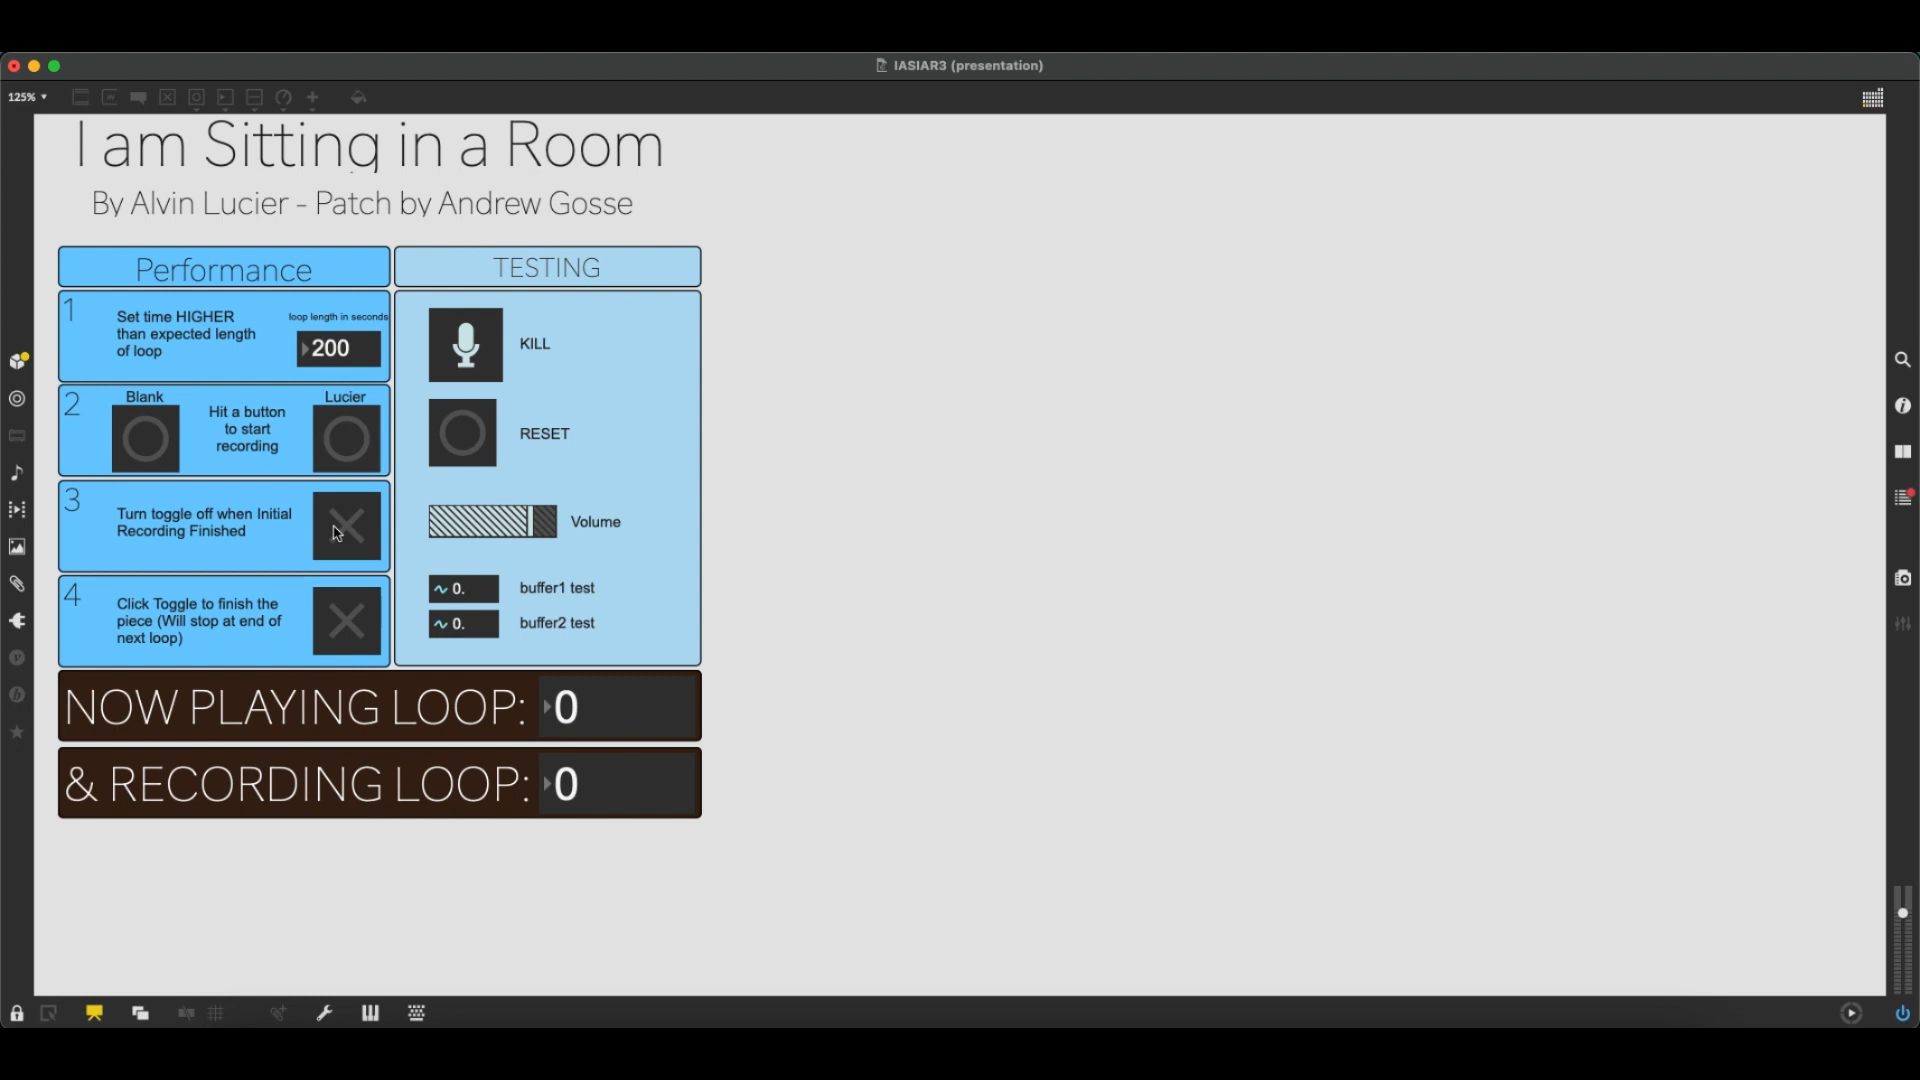 IASIAR3 (presentation)
125%
I am Sitting in a Room
By Alvin Lucier - Patch by Andrew Gosse
Performance
1
Set time HIGHER
than expected length
of loop
loop length in seconds
200
2
Blank
Hit a button
to start
recording
Lucier
3
Turn toggle off when Initial
Recording Finished
4
Click Toggle to finish the
piece (Will stop at end of
next loop)
TESTING
KILL
RESET
Volume
0.
buffer1 test
0.
buffer2 test
NOW PLAYING LOOP: 0
& RECORDING LOOP: 0